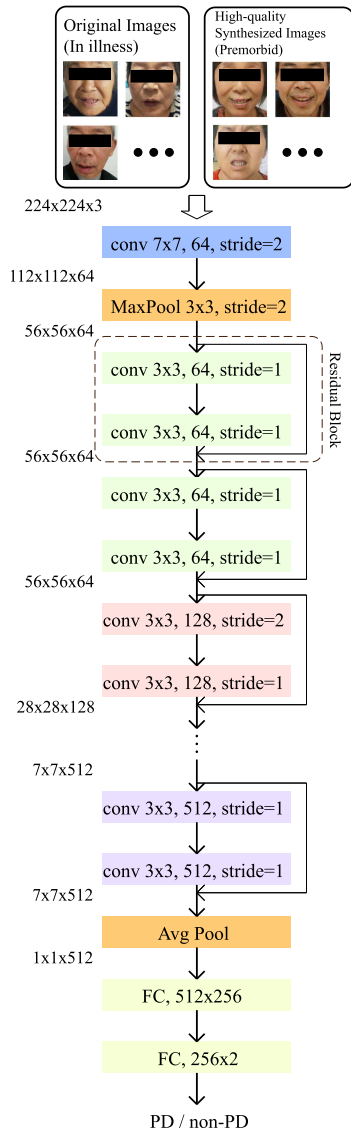 Original Images
(In illness)
High-quality
Synthesized Images
(Premorbid)
224x224x3
conv 7x7, 64, stride=2
112x112x64
MaxPool 3x3, stride=2
56x56x64
Residual Block
conv 3x3, 64, stride=1
conv 3x3, 64, stride=1
56x56x64
conv 3x3, 64, stride=1
conv 3x3, 64, stride=1
56x56x64
conv 3x3, 128, stride=2
conv 3x3, 128, stride=1
28x28x128
7x7x512
conv 3x3, 512, stride=1
conv 3x3, 512, stride=1
7x7x512
Avg Pool
1x1x512
FC, 512x256
FC, 256x2
PD / non-PD